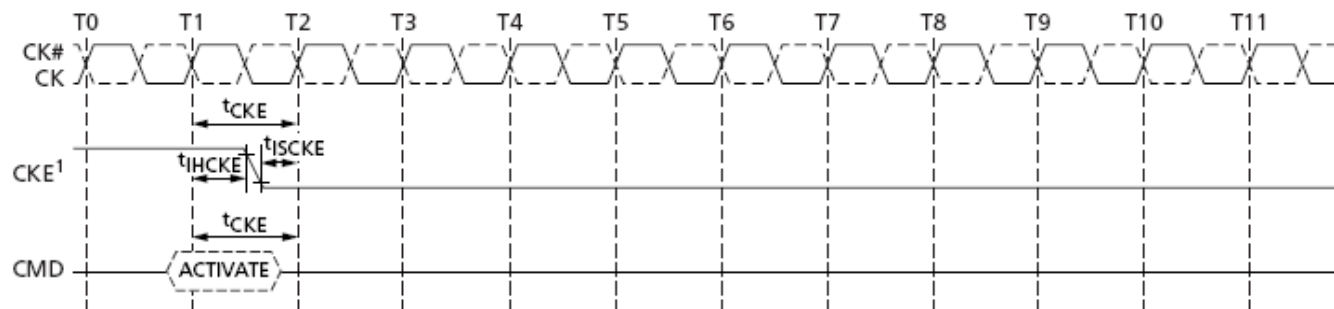 T0 T1 T2 T3 T4 T5 T6 T7 T8 T9 T10 T11
CK#
CK
tCKE
tISCKE
tIHCKE
CKE1
tCKE
CMD ACTIVATE